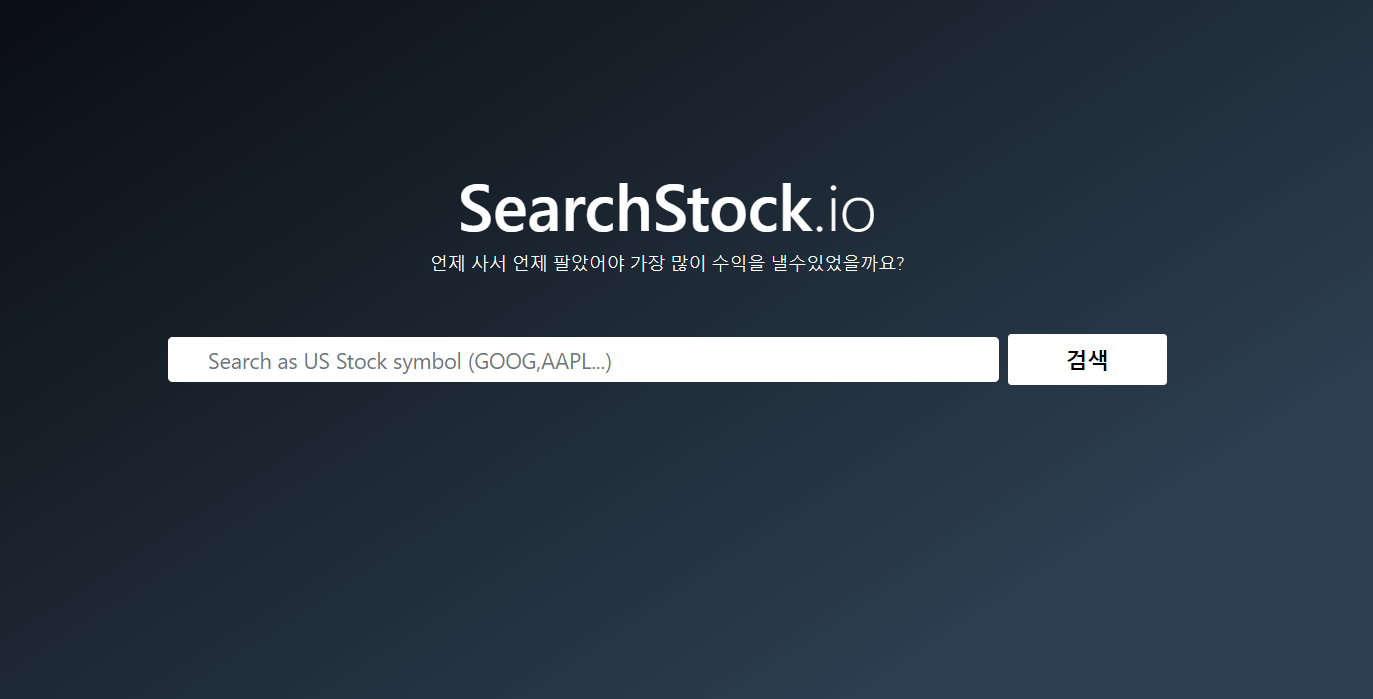 SearchStock.io
언제 사서 언제 팔았어야 가장 많이 수익을 낼수있었을까요?
Search as US Stock symbol (GOOG,AAPL...)
검색